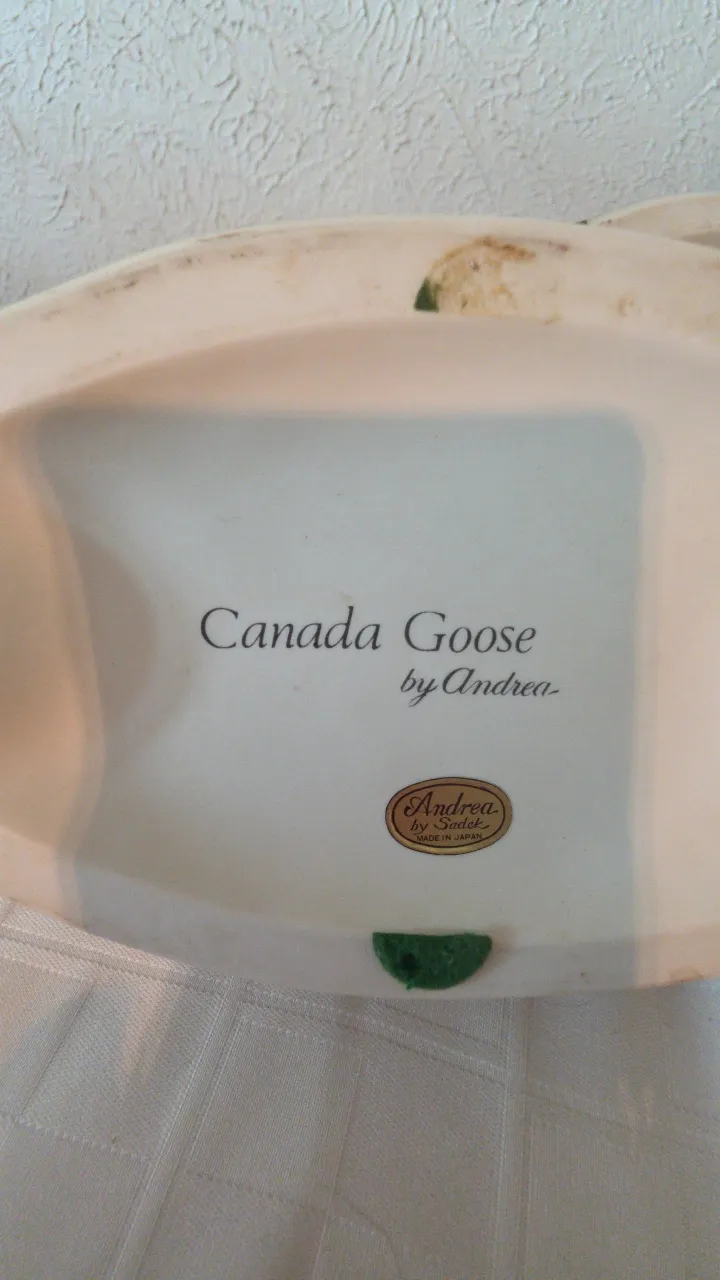 Canada Goose
by Andrea
Andrea
by Sadek
MADE IN JAPAN